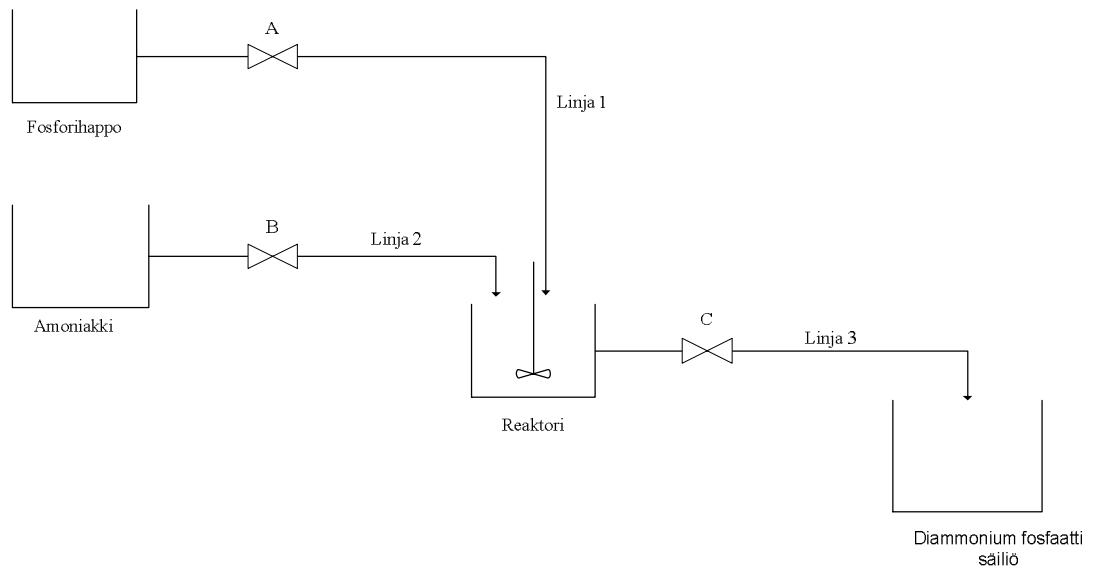 A
Linja 1
Fosforihappo
B
Linja 2
Amoniakki
C
Linja 3
Reaktori
Diammonium fosfaatti
säiliö